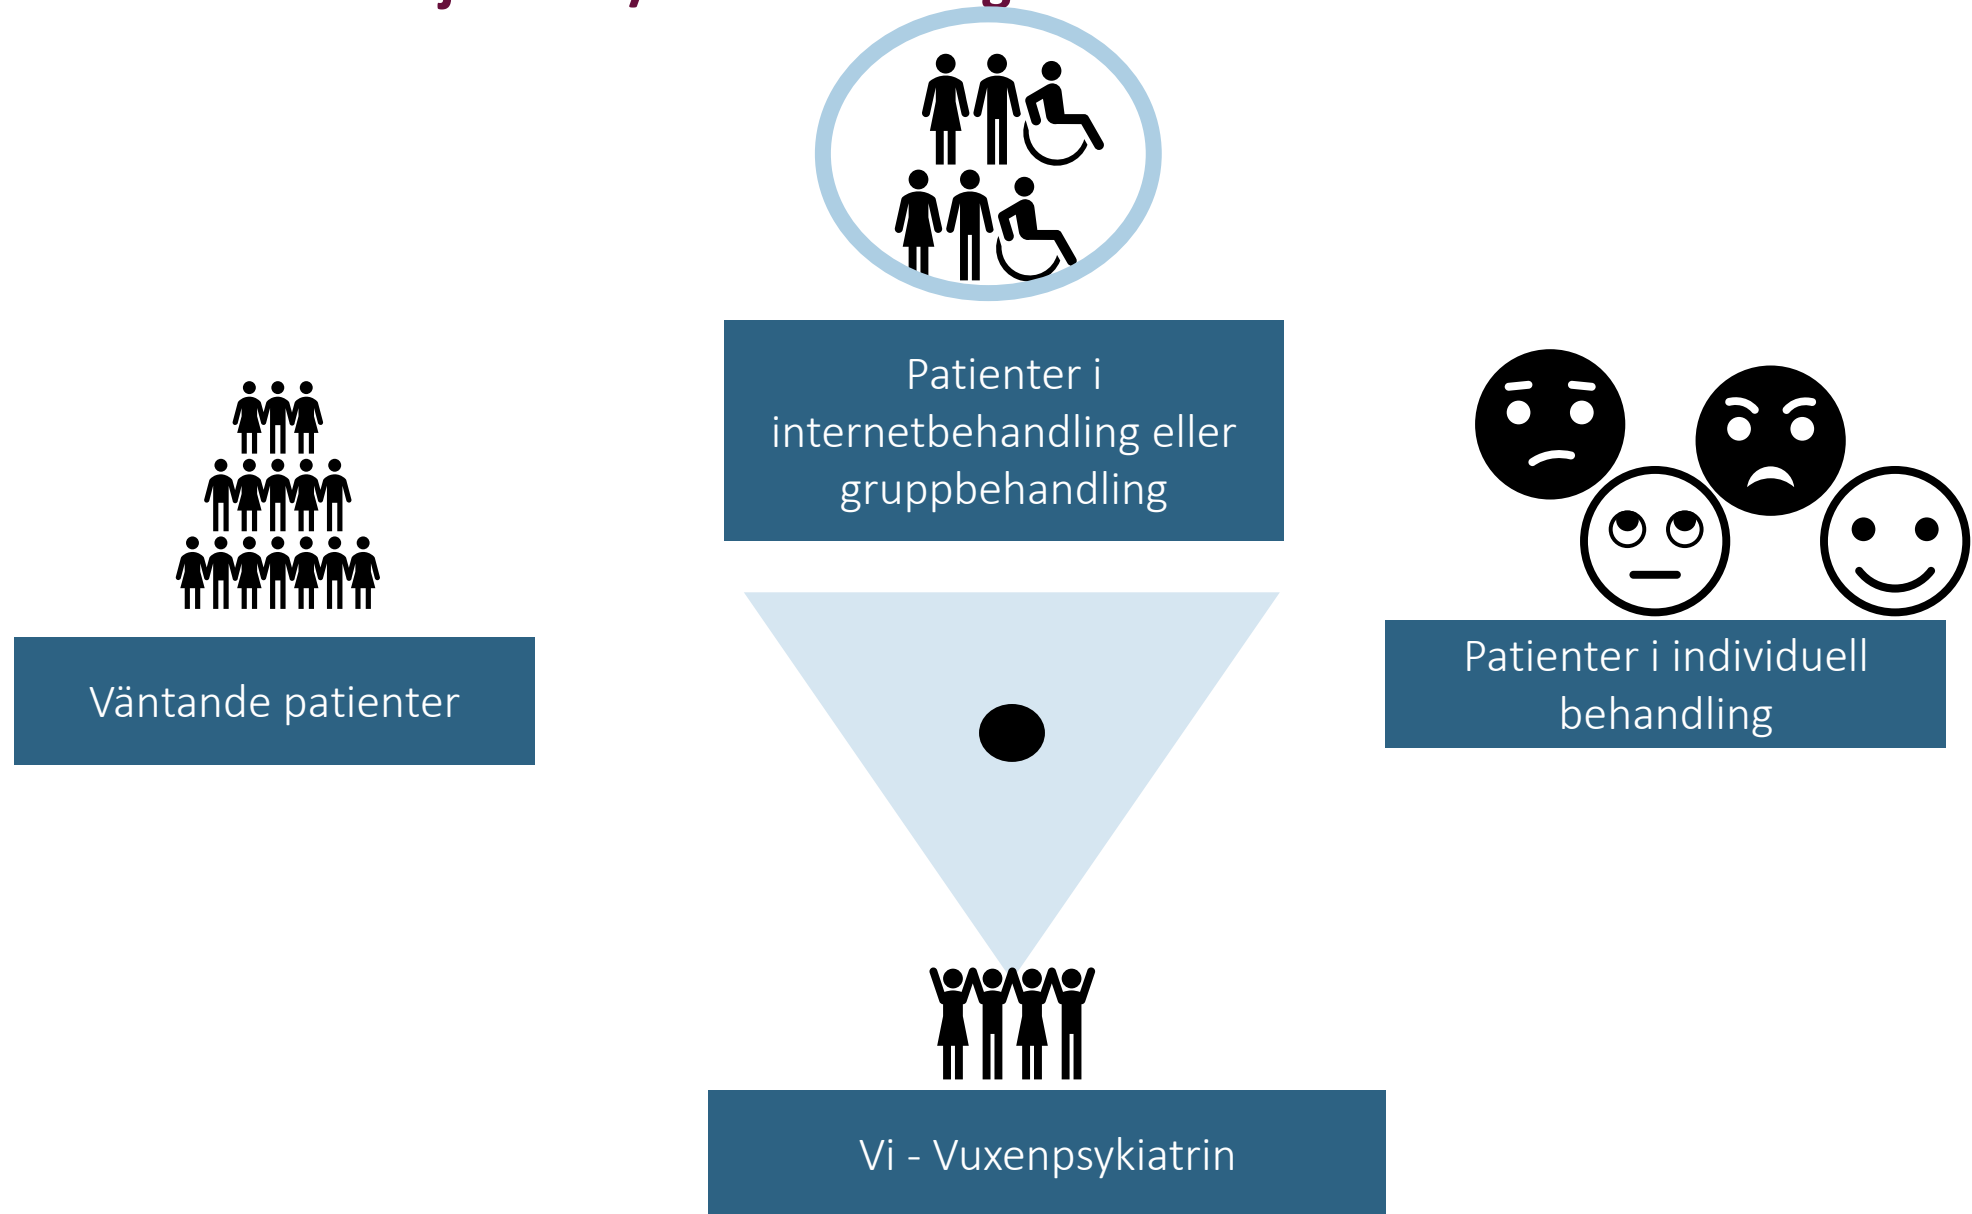 Patienter i
internetbehandling eller
gruppbehandling
Väntande patienter
Patienter i individuell
behandling
Vi - Vuxenpsykiatrin